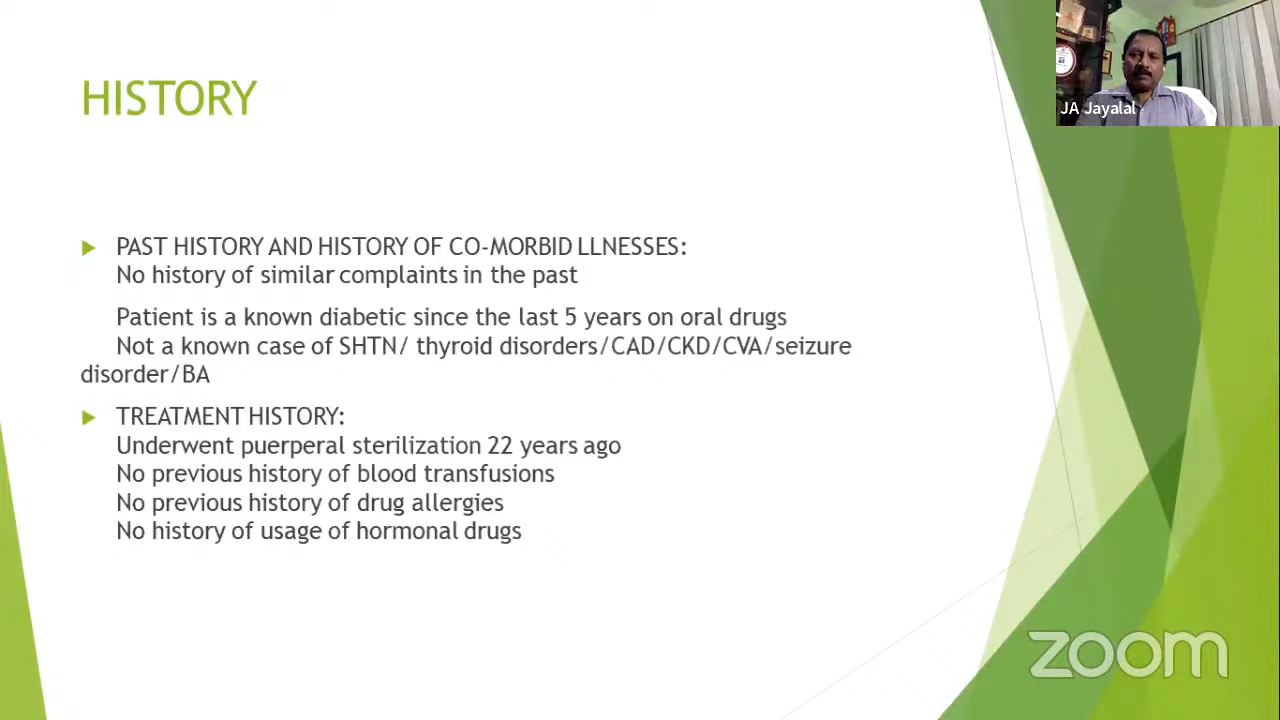 HISTORY
JA Jayalal
PAST HISTORY AND HISTORY OF CO-MORBID LLNESSES:
No history of similar complaints in the past
Patient is a known diabetic since the last 5 years on oral drugs
Not a known case of SHTN/ thyroid disorders/CAD/CKD/CVA/seizure
disorder/BA
TREATMENT HISTORY:
Underwent puerperal sterilization 22 years ago
No previous history of blood transfusions
No previous history of drug allergies
No history of usage of hormonal drugs
zoom